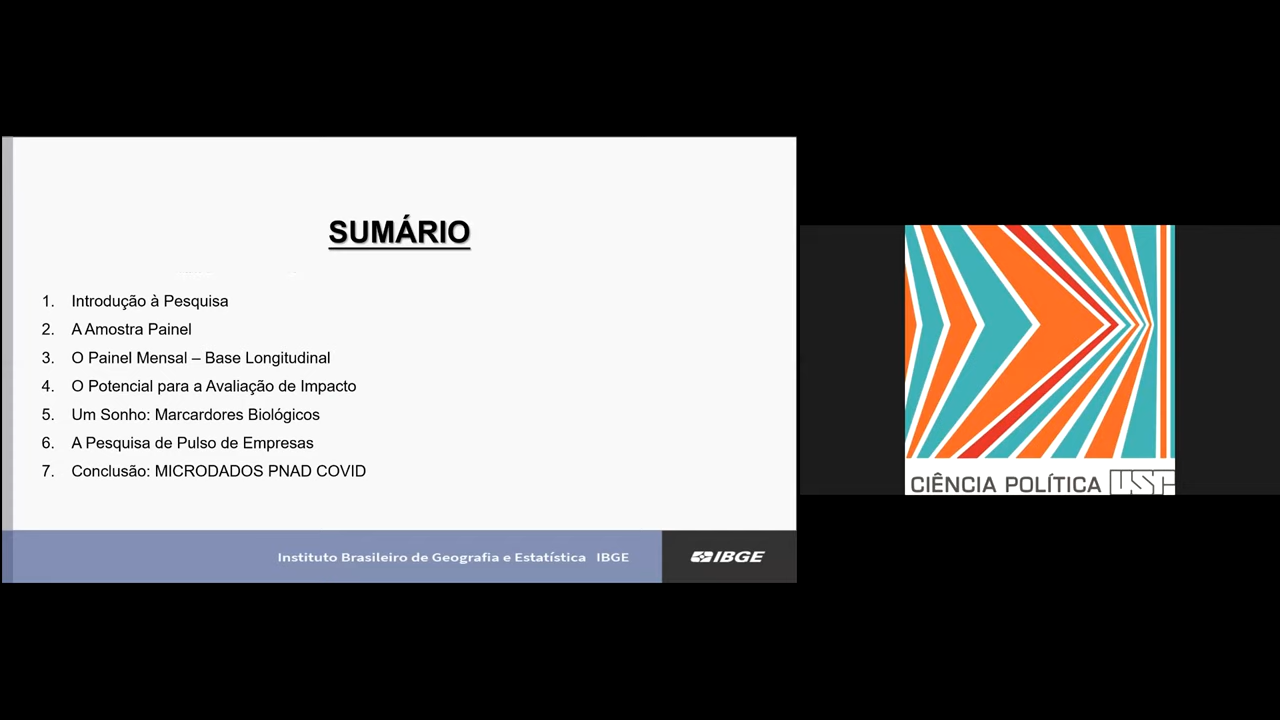 SUMÁRIO
1. Introdução à Pesquisa
2. A Amostra Painel
3. O Painel Mensal – Base Longitudinal
4. O Potencial para a Avaliação de Impacto
5. Um Sonho: Marcardores Biológicos
6. A Pesquisa de Pulso de Empresas
7. Conclusão: MICRODADOS PNAD COVID
Instituto Brasileiro de Geografia e Estatística IBGE
IBGE
CIÊNCIA POLÍTICA USP